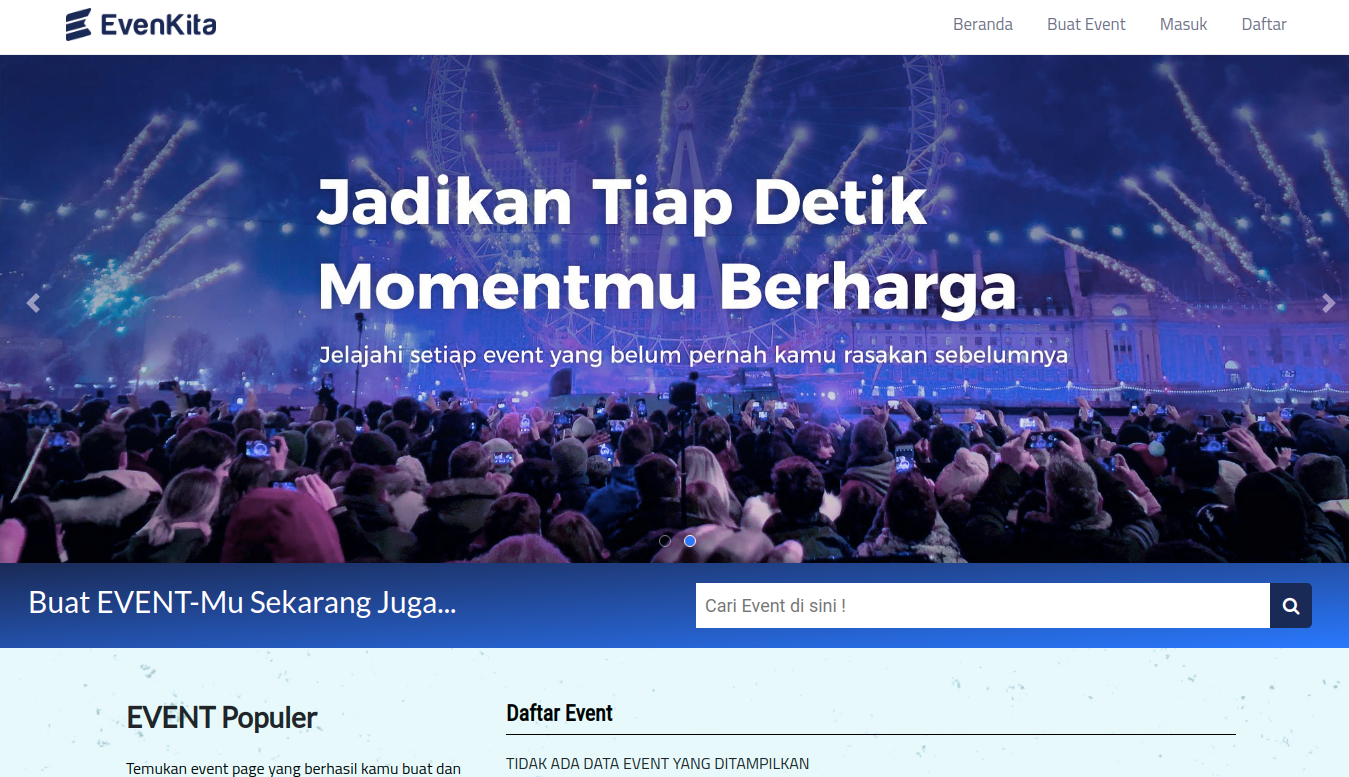 EvenKita
Beranda Buat Event Masuk Daftar
Jadikan Tiap Detik
Momentmu Berharga
Jelajahi setiap event yang belum pernah kamu rasakan sebelumnya
Buat EVENT-Mu Sekarang Juga...
Cari Event di sini !
EVENT Populer
Temukan event page yang berhasil kamu buat dan
Daftar Event
TIDAK ADA DATA EVENT YANG DITAMPILKAN